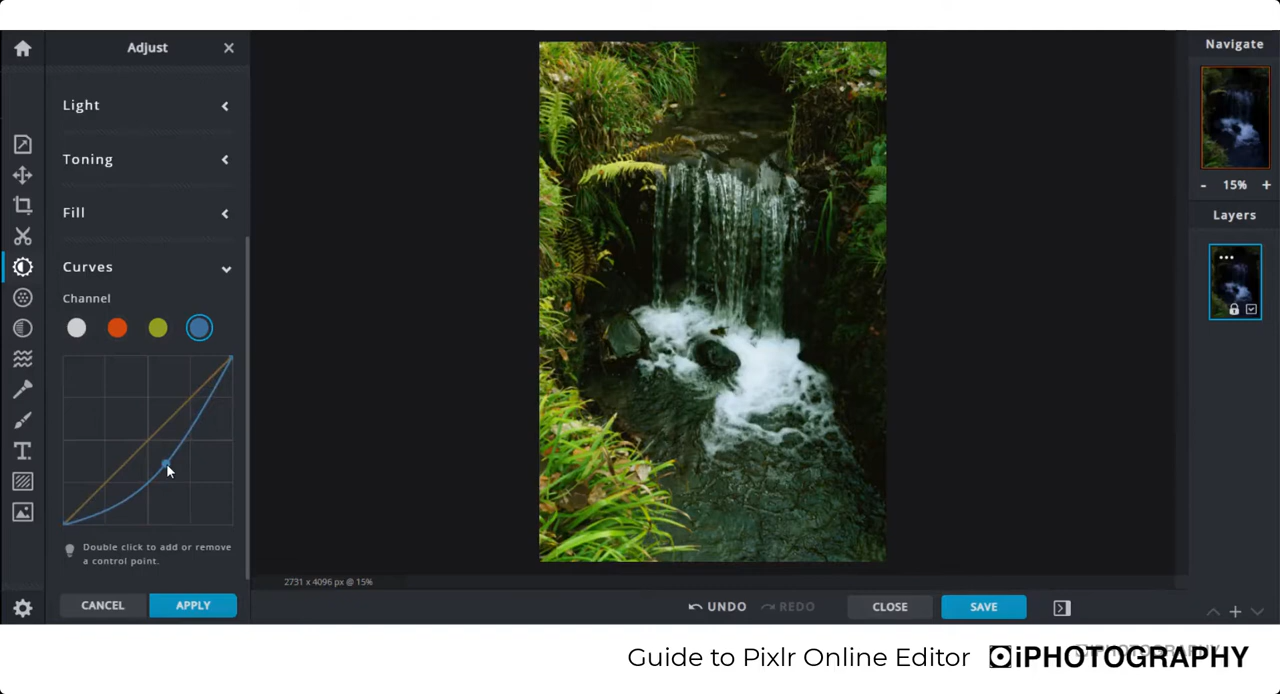 Adjust
Light
Toning
Fill
Curves
Channel
Double click to add or remove
a control point.
CANCEL
APPLY
2731 x 4096 px @ 15%
UNDO
REDO
CLOSE
SAVE
Navigate
- 15% +
Layers
Guide to Pixlr Online Editor
iPHOTOGRAPHY